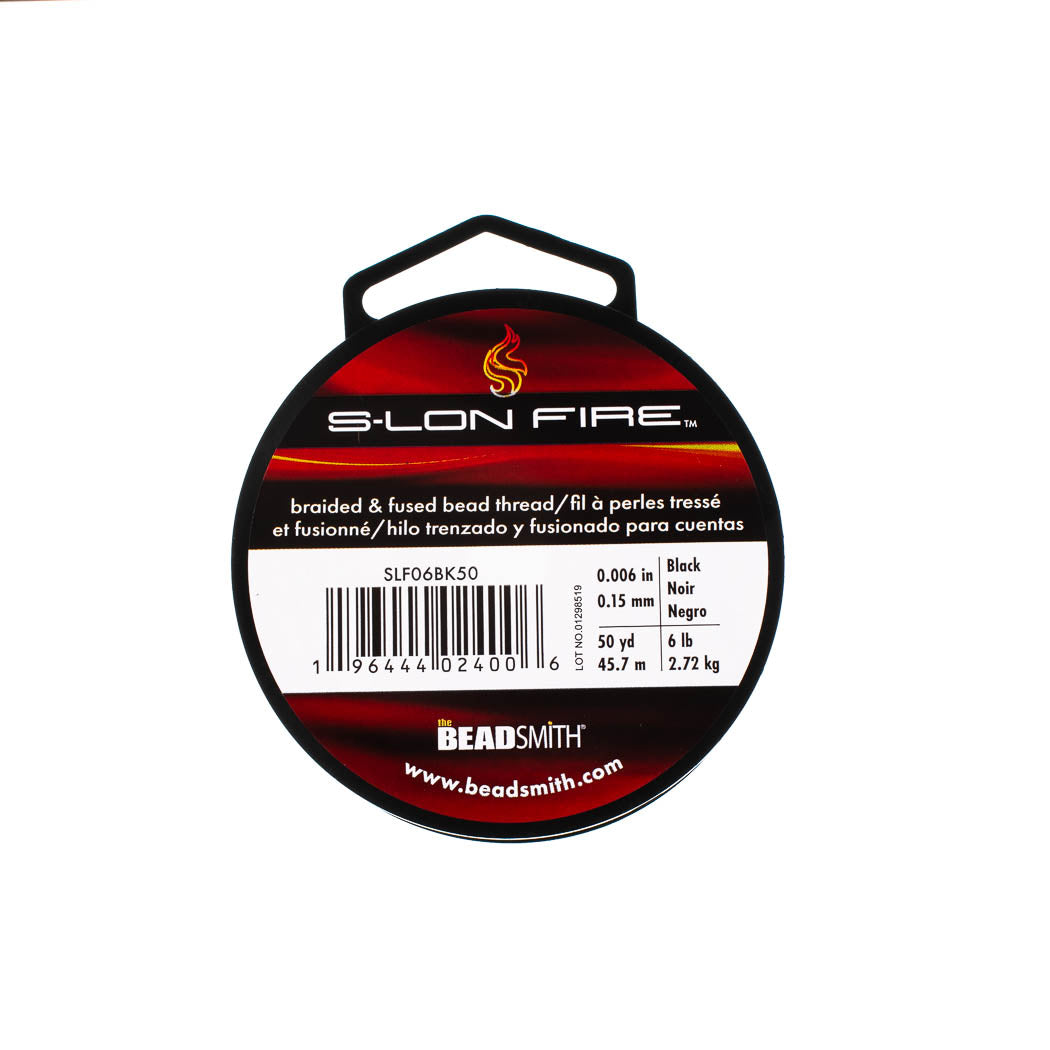 S-LON FIRE™
braided & fused bead thread/fil à perles tressé
et fusionné/hilo trenzado y fusionado para cuentas
SLF06BK50
1 96444 02400 6
LOT NO.01298519
0.006 in
0.15 mm
Black
Noir
Negro
50 yd
45.7 m
6 lb
2.72 kg
the
BEADSMiTH®
www.beadsmith.com